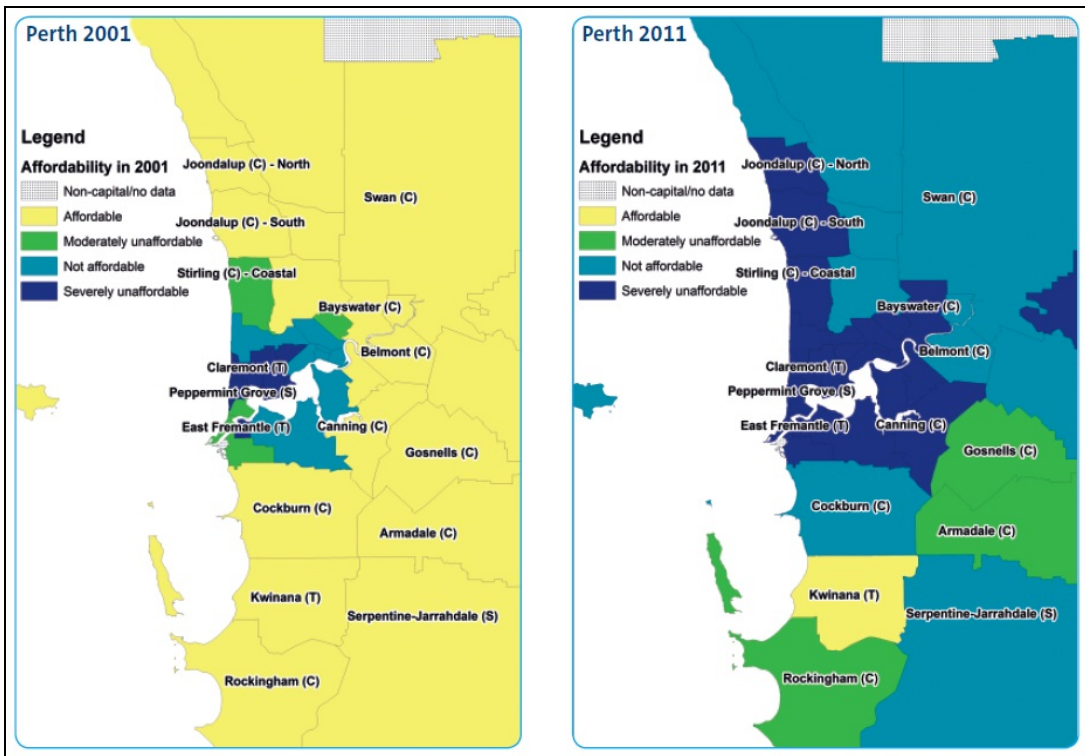 Perth 2001
Legend
Affordability in 2001
Non-capital/no data
Affordable
Moderately unaffordable
Not affordable
Severely unaffordable
Joondalup (C) - North
Swan (C)
Joondalup (C) - South
Stirling (C) - Coastal
Bayswater (C)
Belmont (C)
Claremont (T)
Peppermint Grove (S)
East Fremantle (T)
Canning (C)
Gosnells (C)
Cockburn (C)
Armadale (C)
Kwinana (T)
Serpentine-Jarrahdale (S)
Rockingham (C)
Perth 2011
Legend
Affordability in 2011
Non-capital/no data
Affordable
Moderately unaffordable
Not affordable
Severely unaffordable
Joondalup (C) - North
Swan (C)
Joondalup (C) - South
Stirling (C) - Coastal
Bayswater (C)
Belmont (C)
Claremont (T)
Peppermint Grove (S)
East Fremantle (T)
Canning (C)
Gosnells (C)
Cockburn (C)
Armadale (C)
Kwinana (T)
Serpentine-Jarrahdale (S)
Rockingham (C)